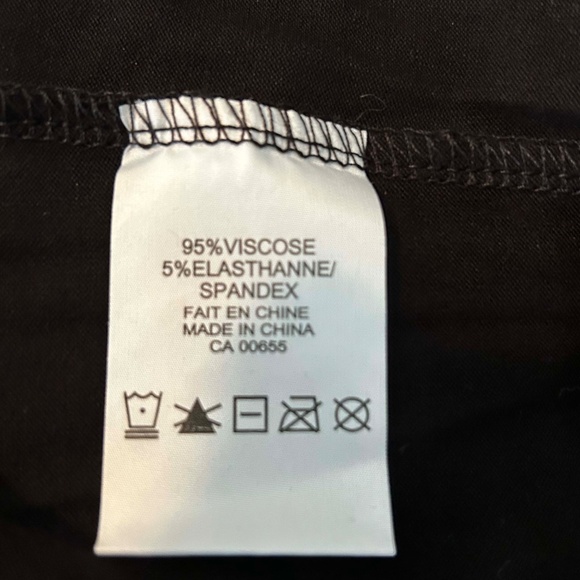 95%VISCOSE
5%ELASTHANNE/
SPANDEX
FAIT EN CHINE
MADE IN CHINA
CA 00655